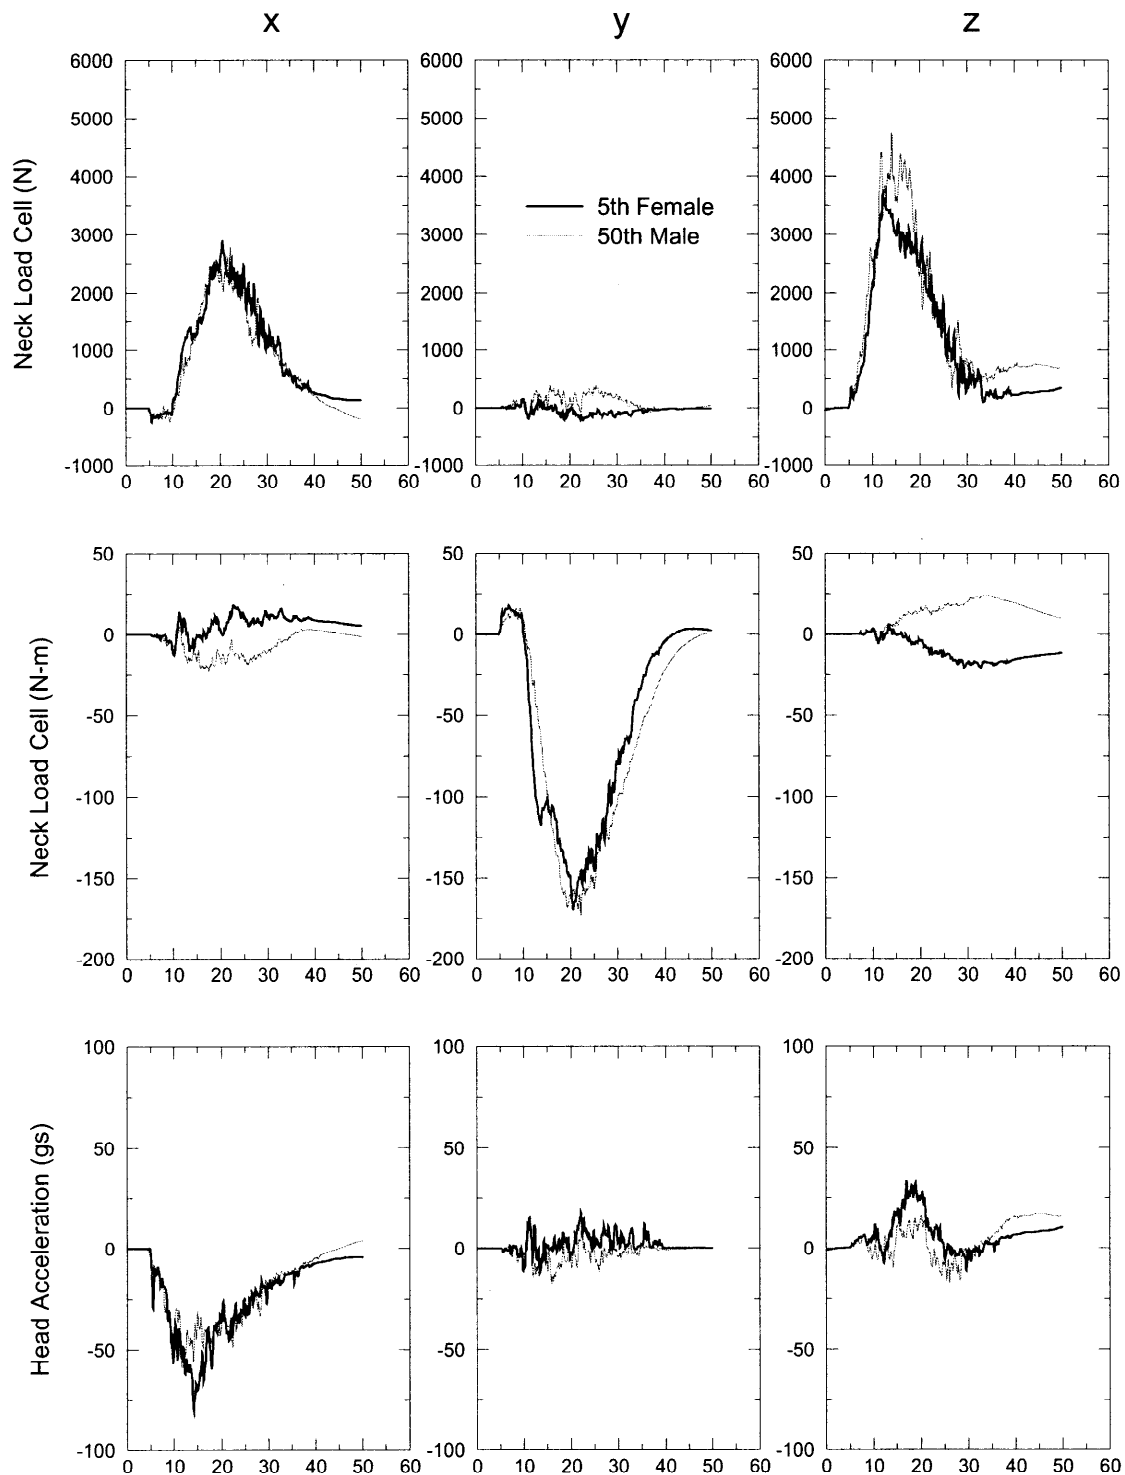 x y z
Neck Load Cell (N)
6000 6000 6000
5000 5000 5000
4000 4000 4000
3000 3000 3000
2000 2000 2000
1000 1000 1000
0 0 0
-1000 -1000 -1000
5th Female
50th Male
0 10 20 30 40 50 60 0 10 20 30 40 50 60 0 10 20 30 40 50 60
Neck Load Cell (N-m)
50 50 50
0 0 0
-50 -50 -50
-100 -100 -100
-150 -150 -150
-200 -200 -200
0 10 20 30 40 50 60 0 10 20 30 40 50 60 0 10 20 30 40 50 60
Head Acceleration (gs)
100 100 100
50 50 50
0 0 0
-50 -50 -50
-100 -100 -100
0 10 20 30 40 50 60 0 10 20 30 40 50 60 0 10 20 30 40 50 60